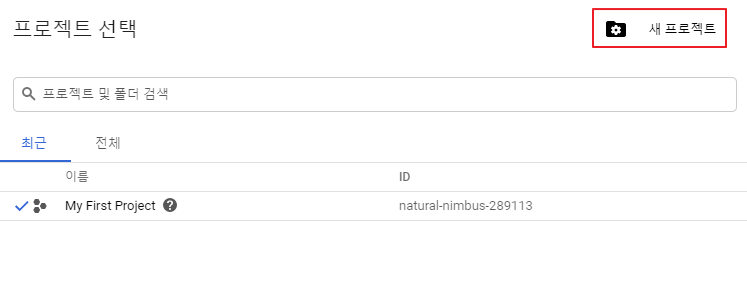 프로젝트 선택
새 프로젝트
프로젝트 및 폴더 검색
최근 전체
이름 ID
My First Project ? natural-nimbus-289113